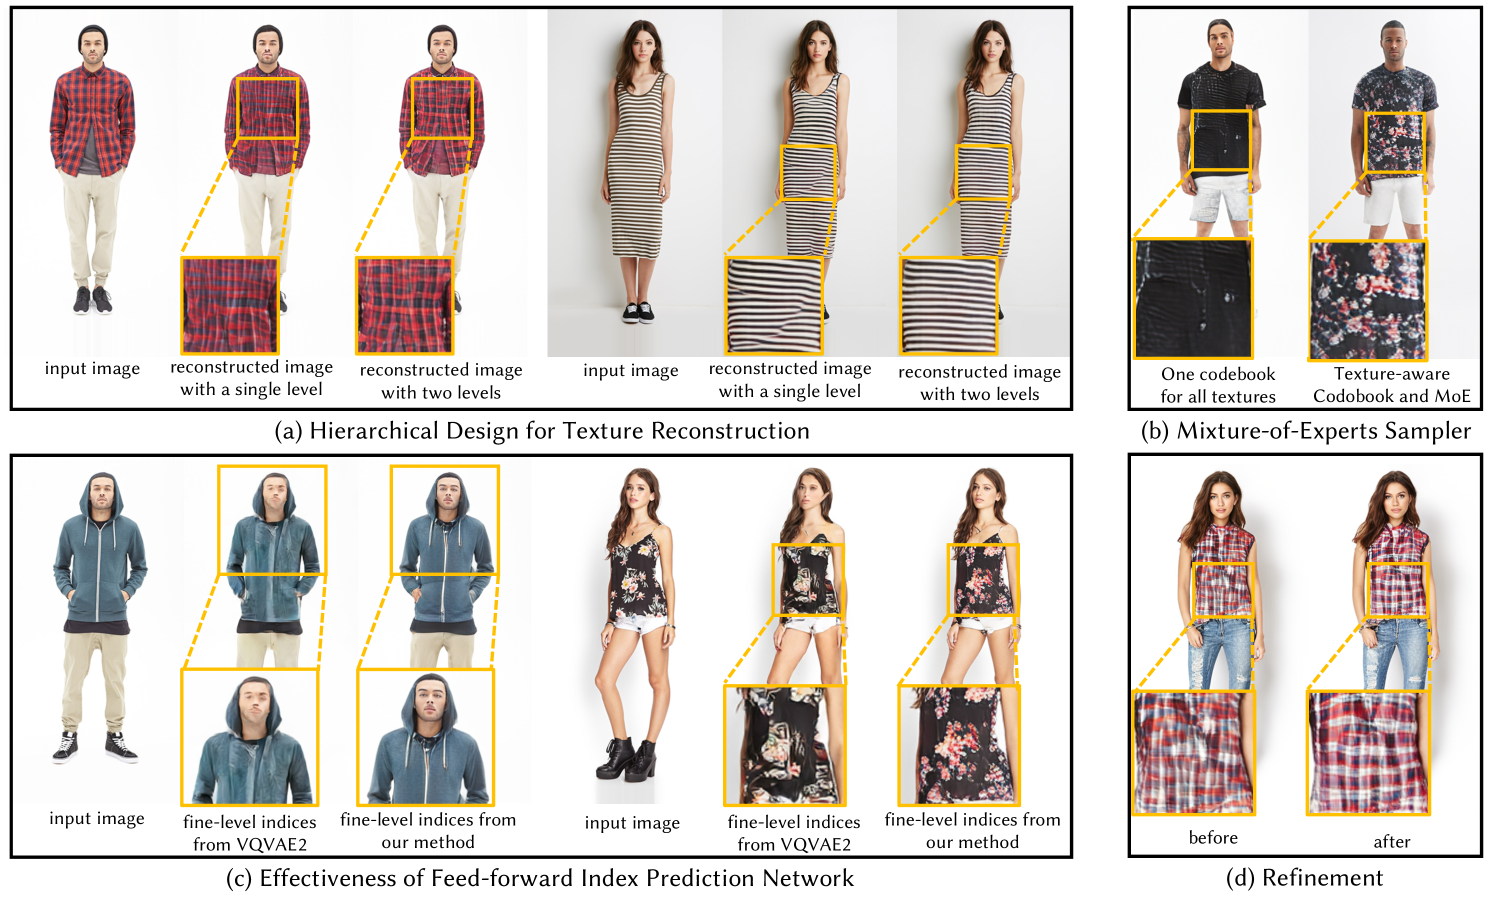 input image
reconstructed image
with a single level
reconstructed image
with two levels
input image
reconstructed image
with a single level
reconstructed image
with two levels
(a) Hierarchical Design for Texture Reconstruction
One codebook
for all textures
Texture-aware
Codobook and MoE
(b) Mixture-of-Experts Sampler
input image
fine-level indices
from VQVAE2
fine-level indices from
our method
input image
fine-level indices
from VQVAE2
fine-level indices from
our method
(c) Effectiveness of Feed-forward Index Prediction Network
before
after
(d) Refinement